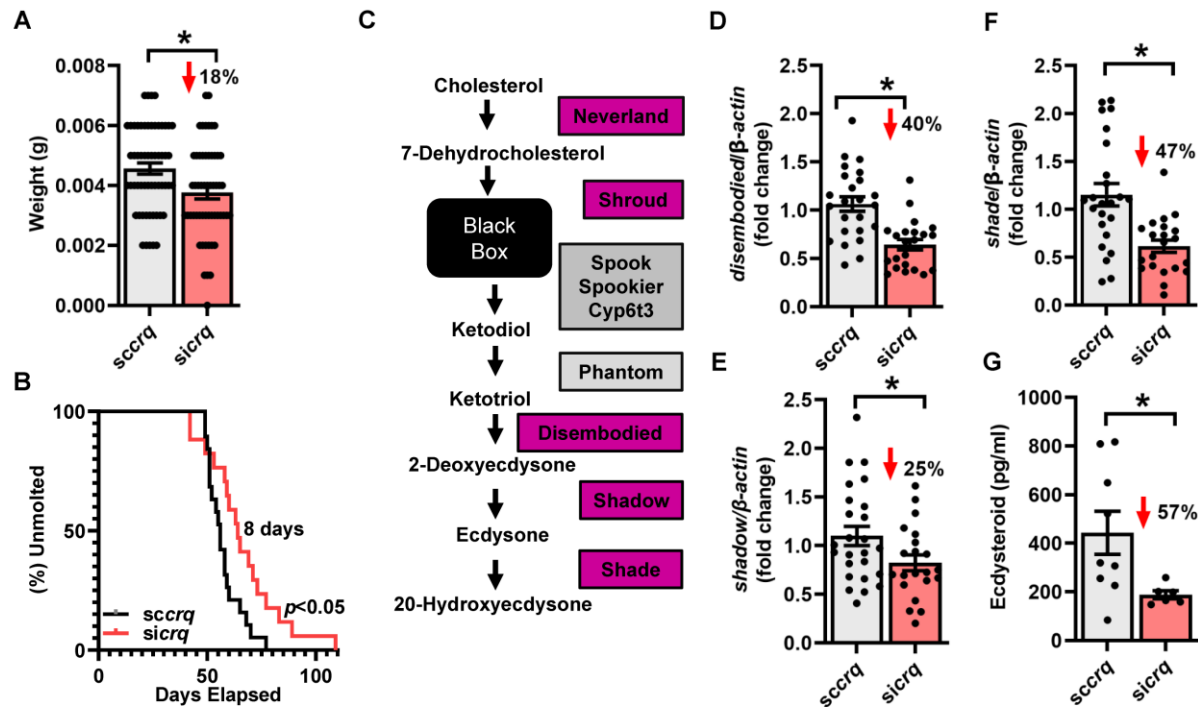 A
*
18%
0.008
0.006
0.004
0.002
0.000
Weight (g)
sccrq
sicrq
B
100
50
0
(%) Unmolted
8 days
p<0.05
sccrq
sicrq
0
50
100
Days Elapsed
C
Cholesterol
Neverland
7-Dehydrocholesterol
Shroud
Black
Box
Spook
Spookier
Cyp6t3
Ketodiol
Phantom
Ketotriol
Disembodied
2-Deoxyecdysone
Shadow
Ecdysone
Shade
20-Hydroxyecdysone
D
*
40%
2.5
2.0
1.5
1.0
0.5
0.0
disembodied/β-actin
(fold change)
sccrq
sicrq
E
*
25%
2.5
2.0
1.5
1.0
0.5
0.0
shadow/β-actin
(fold change)
sccrq
sicrq
F
*
47%
2.5
2.0
1.5
1.0
0.5
0.0
shade/β-actin
(fold change)
sccrq
sicrq
G
*
57%
1000
800
600
400
200
0
Ecdysteroid (pg/ml)
sccrq
sicrq